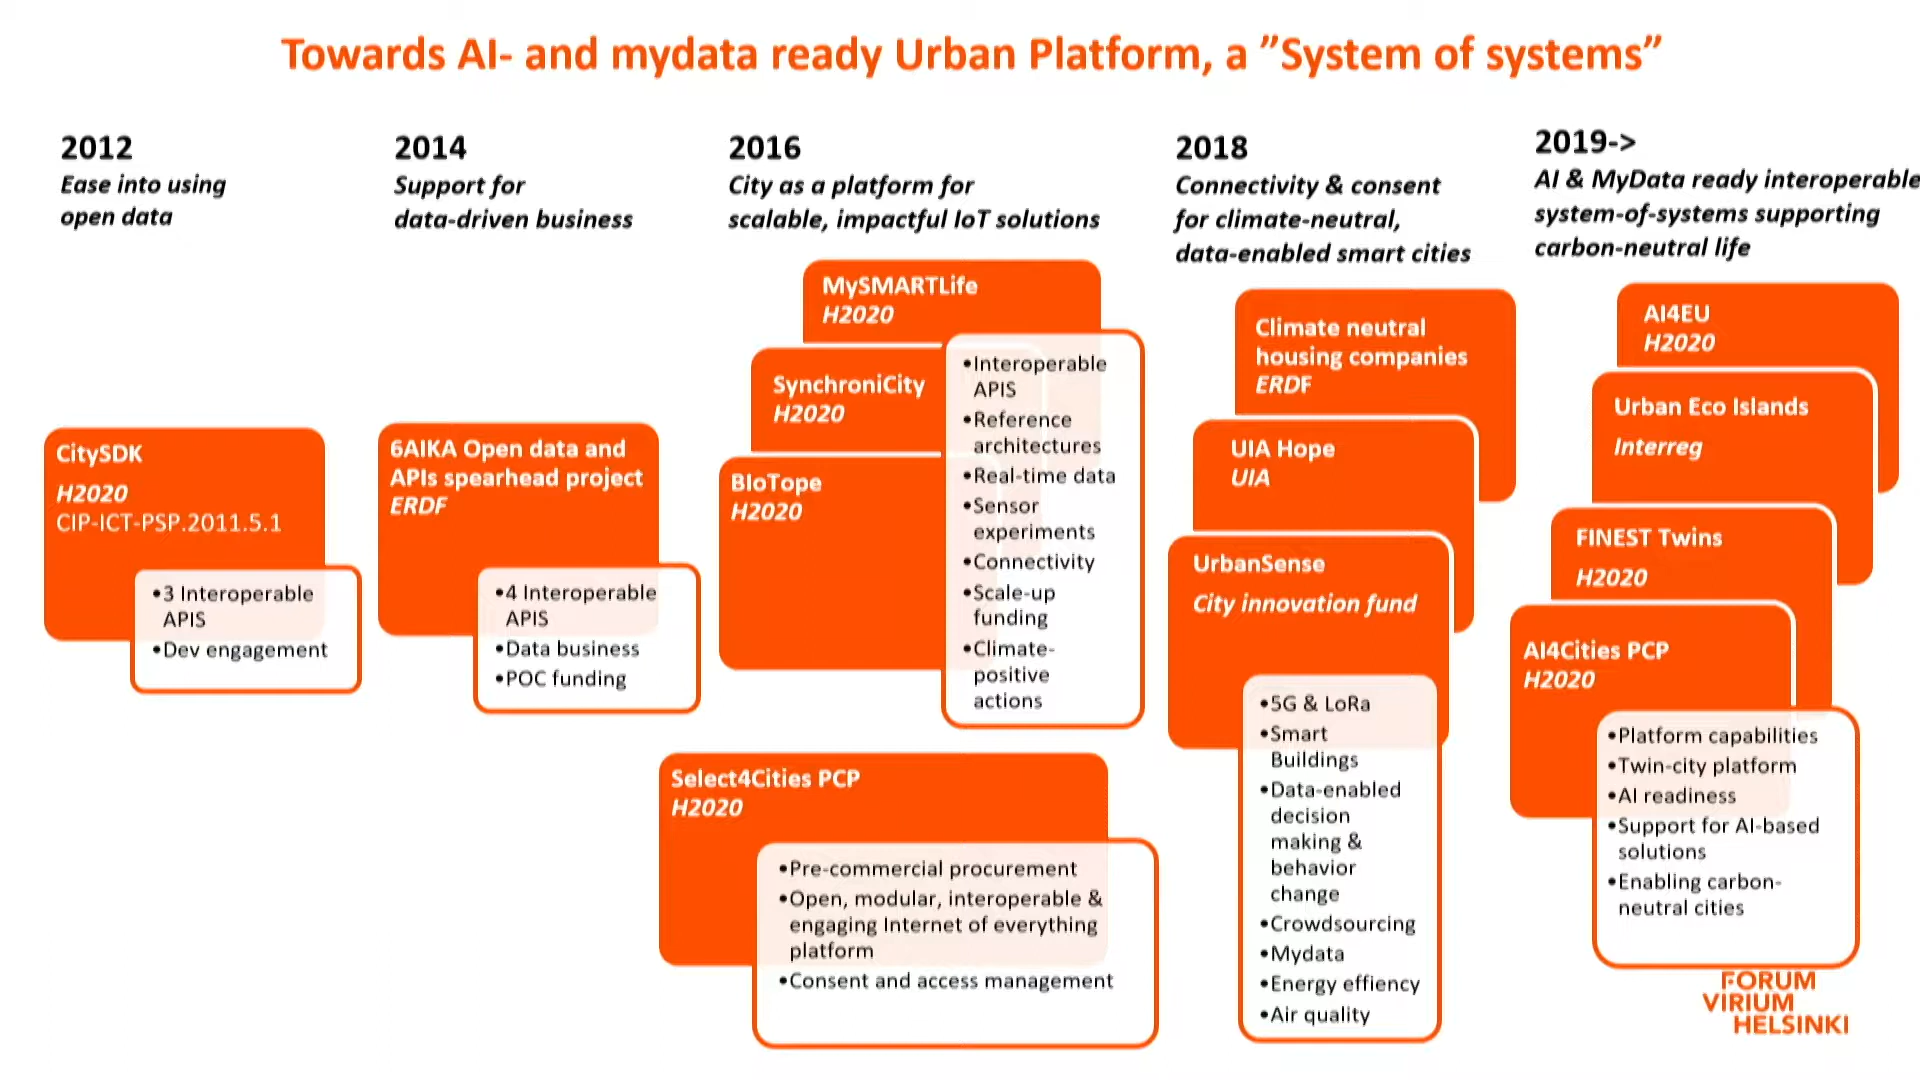 Towards AI- and mydata ready Urban Platform, a ”System of systems”
2012
Ease into using
open data
CitySDK
H2020
CIP-ICT-PSP.2011.5.1
•3 Interoperable
APIS
•Dev engagement
2014
Support for
data-driven business
6AIKA Open data and
APIs spearhead project
ERDF
•4 Interoperable
APIS
•Data business
•POC funding
2016
City as a platform for
scalable, impactful IoT solutions
MySMARTLife
H2020
SynchroniCity
H2020
BIoTope
H2020
•Interoperable
APIS
•Reference
architectures
•Real-time data
•Sensor
experiments
•Connectivity
•Scale-up
funding
•Climate-
positive
actions
Select4Cities PCP
H2020
•Pre-commercial procurement
•Open, modular, interoperable &
engaging Internet of everything
platform
•Consent and access management
2018
Connectivity & consent
for climate-neutral,
data-enabled smart cities
Climate neutral
housing companies
ERDF
UIA Hope
UIA
UrbanSense
City innovation fund
•5G & LoRa
•Smart
Buildings
•Data-enabled
decision
making &
behavior
change
•Crowdsourcing
•Mydata
•Energy effiency
•Air quality
2019->
AI & MyData ready interoperable
system-of-systems supporting
carbon-neutral life
AI4EU
H2020
Urban Eco Islands
Interreg
FINEST Twins
H2020
AI4Cities PCP
H2020
•Platform capabilities
•Twin-city platform
•AI readiness
•Support for AI-based
solutions
•Enabling carbon-
neutral cities
FORUM
VIRIUM
HELSINKI